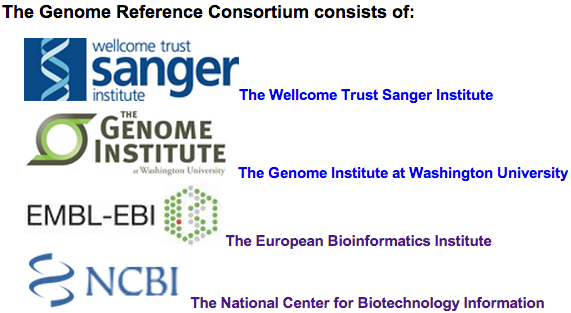 The Genome Reference Consortium consists of:
wellcome trust
sanger
institute
The Wellcome Trust Sanger Institute
THE
GENOME
INSTITUTE
at Washington University
The Genome Institute at Washington University
EMBL-EBI
The European Bioinformatics Institute
NCBI
The National Center for Biotechnology Information